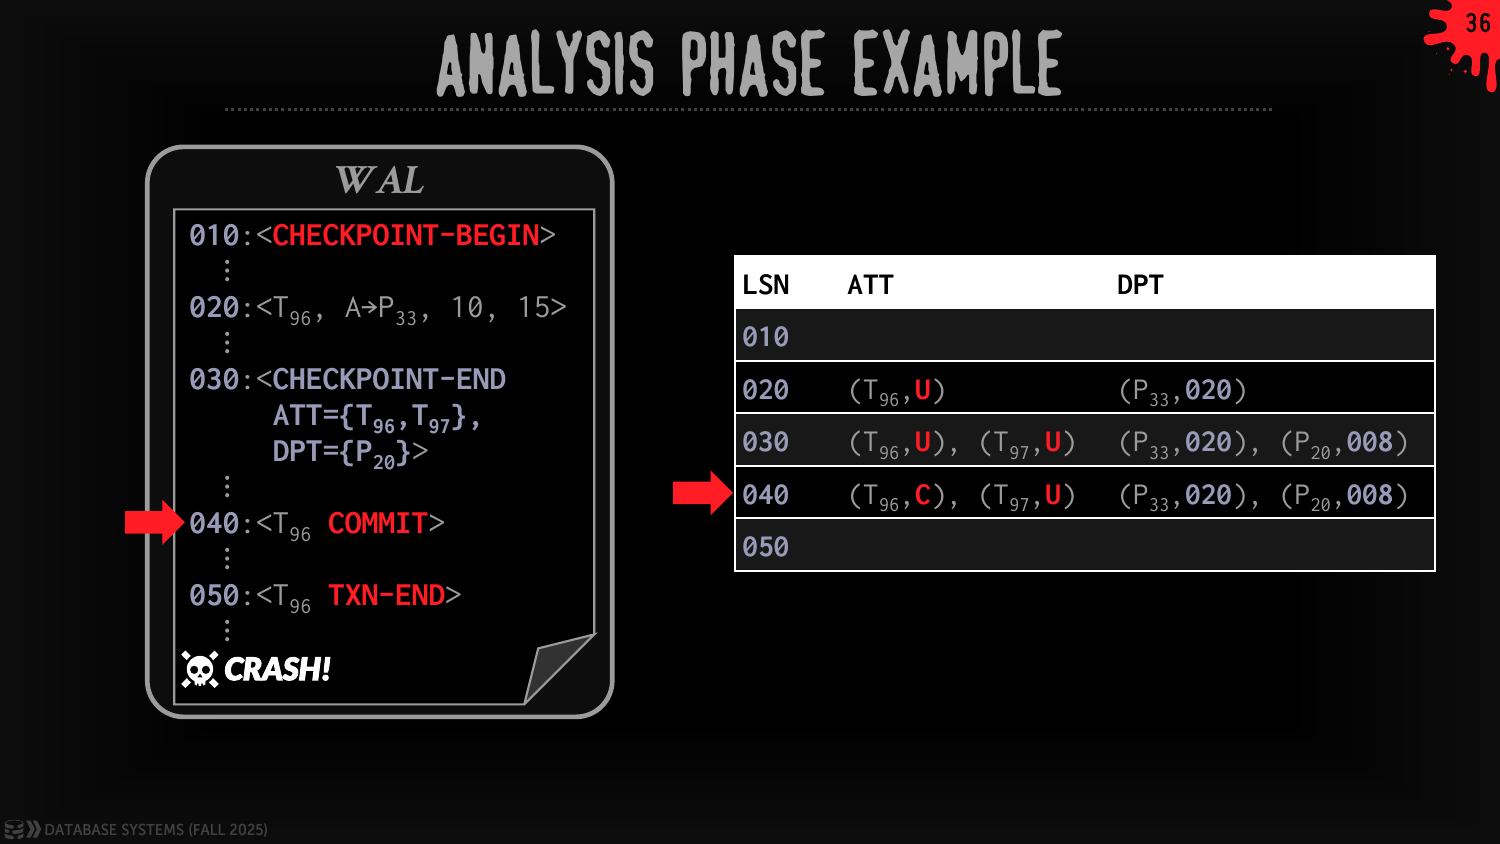 36
ANALYSIS PHASE EXAMPLE
WAL
010:<CHECKPOINT-BEGIN>
⋮
020:<T96, A→P33, 10, 15>
⋮
030:<CHECKPOINT-END
ATT={T96,T97},
DPT={P20}>
⋮
040:<T96 COMMIT>
⋮
050:<T96 TXN-END>
⋮
CRASH!
LSN ATT DPT
010
020 (T96,U) (P33,020)
030 (T96,U), (T97,U) (P33,020), (P20,008)
040 (T96,C), (T97,U) (P33,020), (P20,008)
050
DATABASE SYSTEMS (FALL 2025)